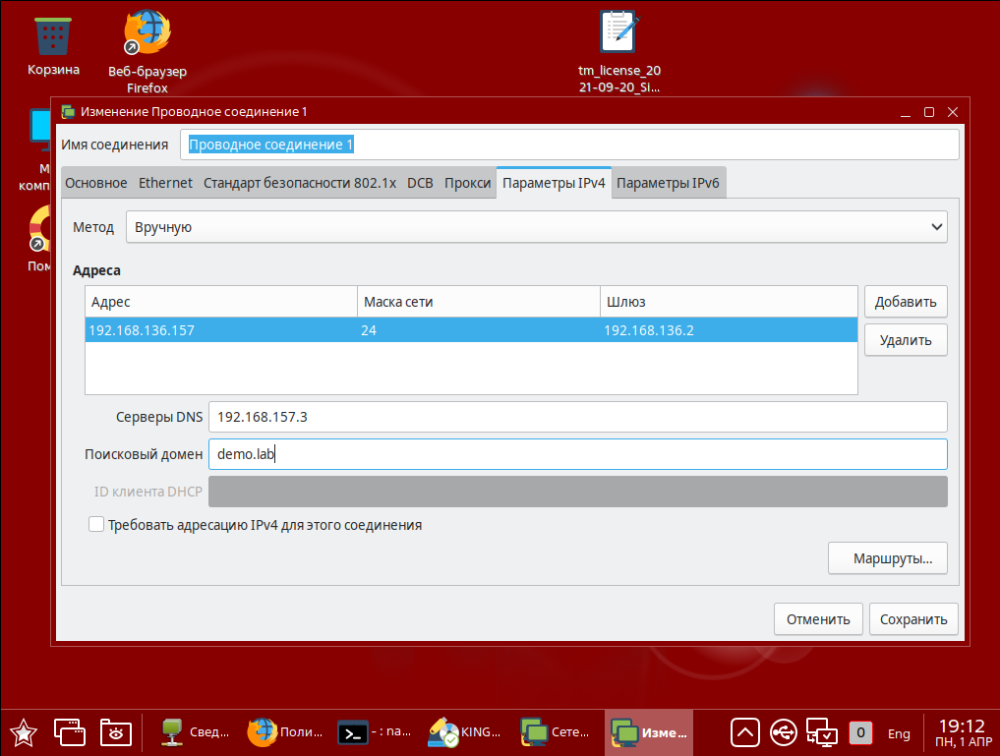 Корзина
Веб-браузер
Firefox
tm_license_20
21-09-20_Si...
Изменение Проводное соединение 1
Имя соединения Проводное соединение 1
Основное Ethernet Стандарт безопасности 802.1x DCB Прокси Параметры IPv4 Параметры IPv6
Метод Вручную
Адреса
Адрес Маска сети Шлюз Добавить
192.168.136.157 24 192.168.136.2
Удалить
Серверы DNS 192.168.157.3
Поисковый домен demo.lab
ID клиента DHCP
Требовать адресацию IPv4 для этого соединения
Маршруты...
Отменить Сохранить
Свед... Поли... - : na... KING... Сете... Изме... 0 Eng 19:12
ПН, 1 АПР